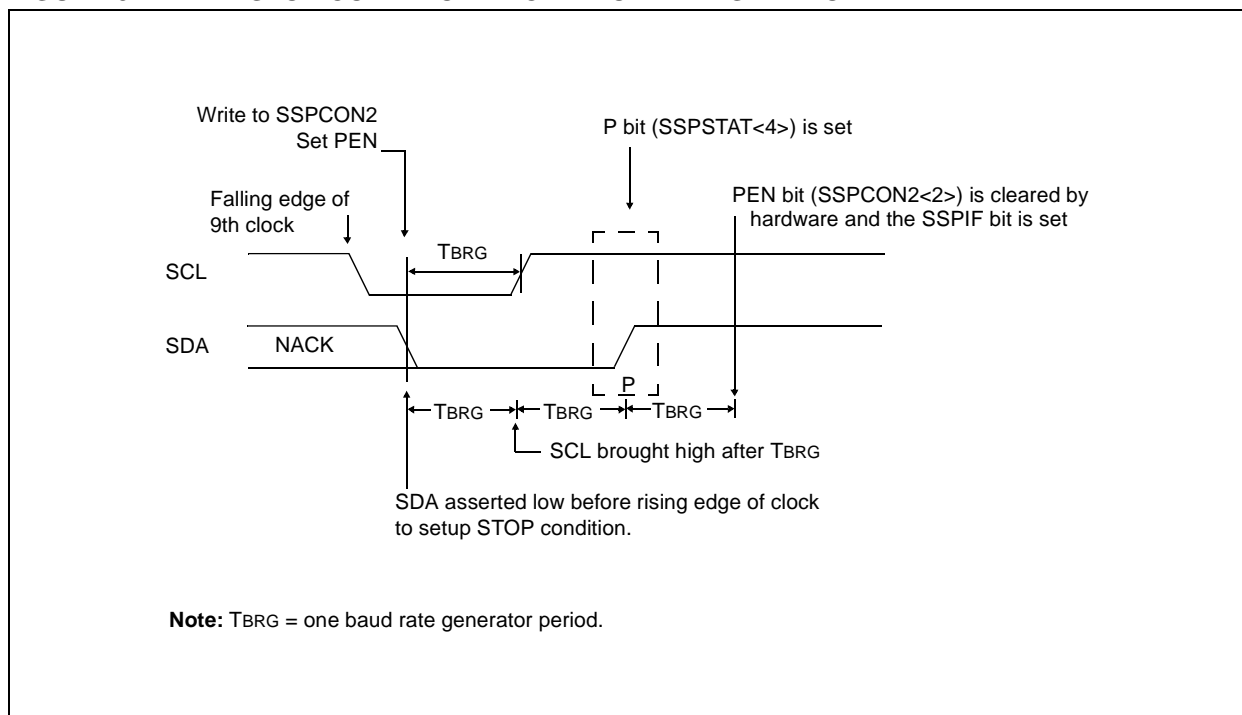 Write to SSPCON2
Set PEN
P bit (SSPSTAT<4>) is set
Falling edge of
9th clock
PEN bit (SSPCON2<2>) is cleared by
hardware and the SSPIF bit is set
TBRG
SCL
SDA
NACK
P
TBRG
TBRG
TBRG
SCL brought high after TBRG
SDA asserted low before rising edge of clock
to setup STOP condition.
Note: TBRG = one baud rate generator period.